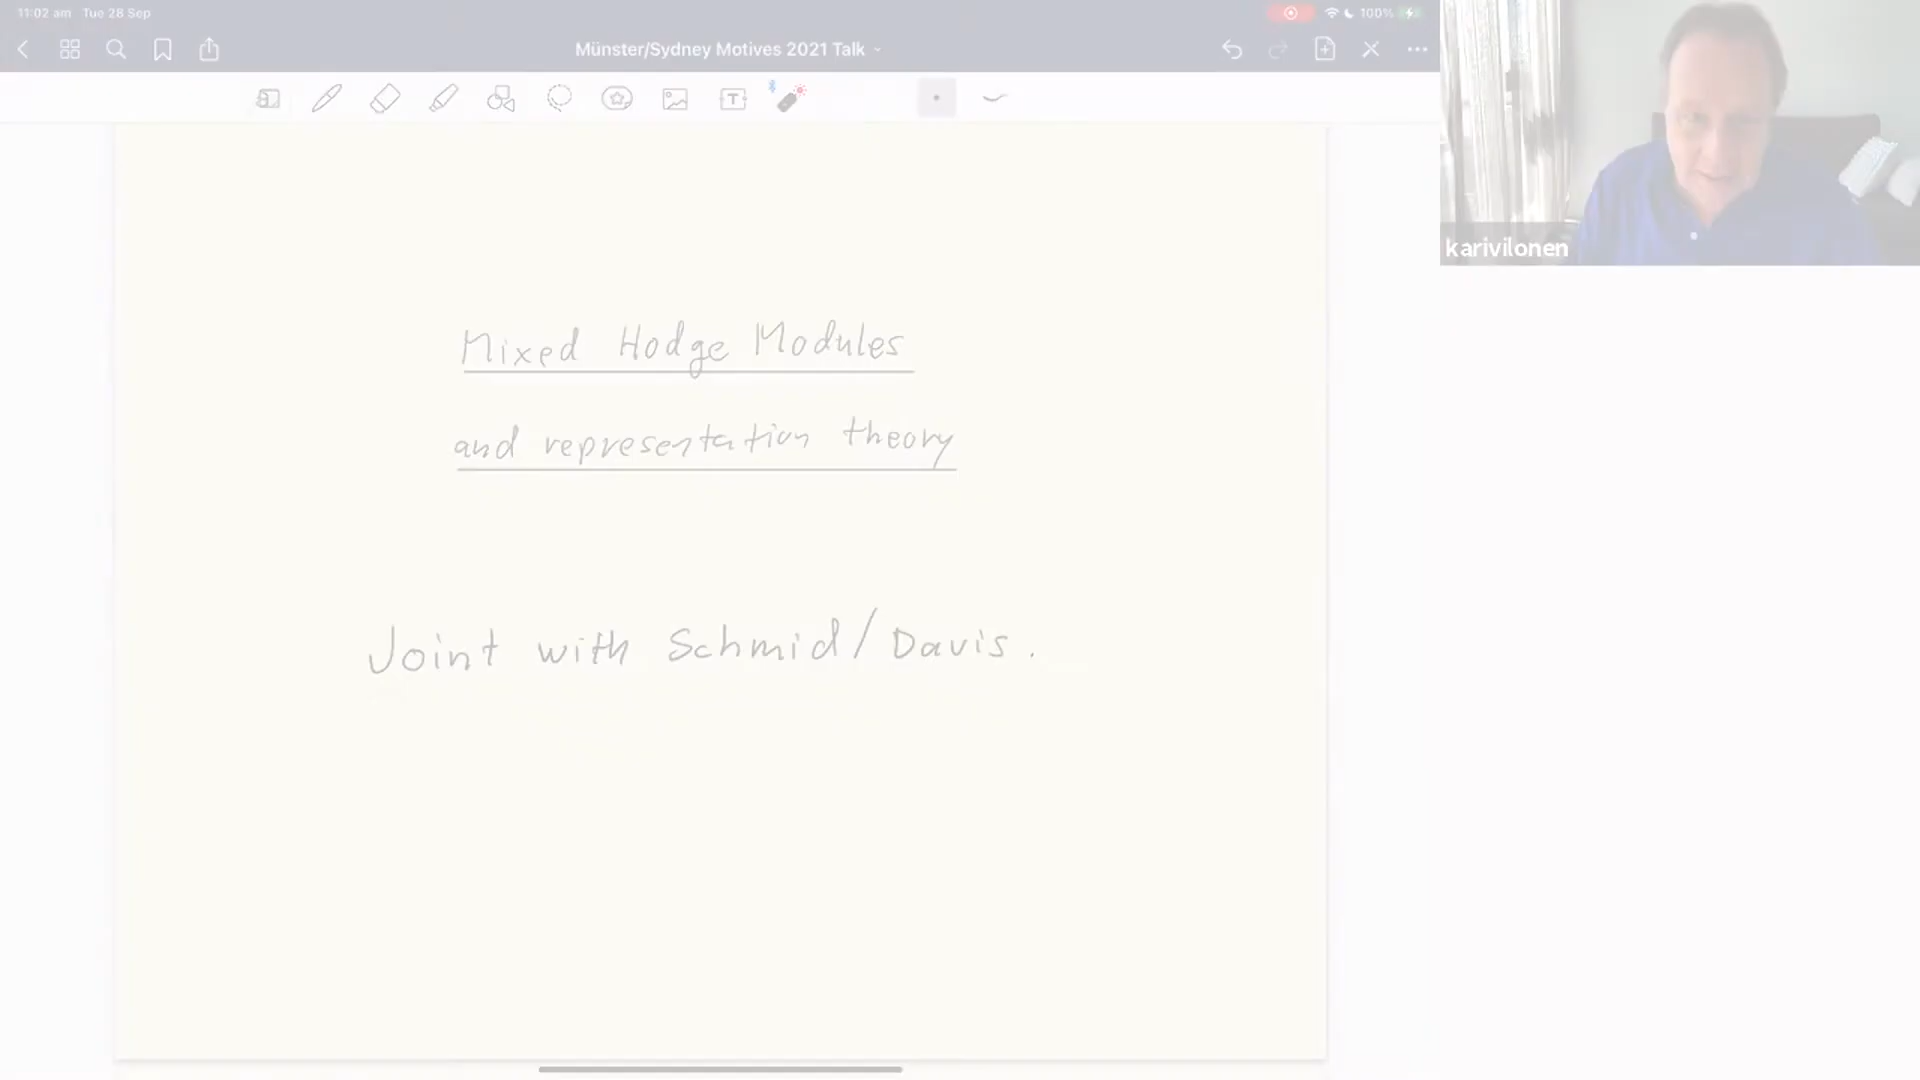 11:02 am Tue 28 Sep
100%
Münster/Sydney Motives 2021 Talk
T
karivilonen
Mixed Hodge Modules
and representation theory
Joint with Schmid/Davis.